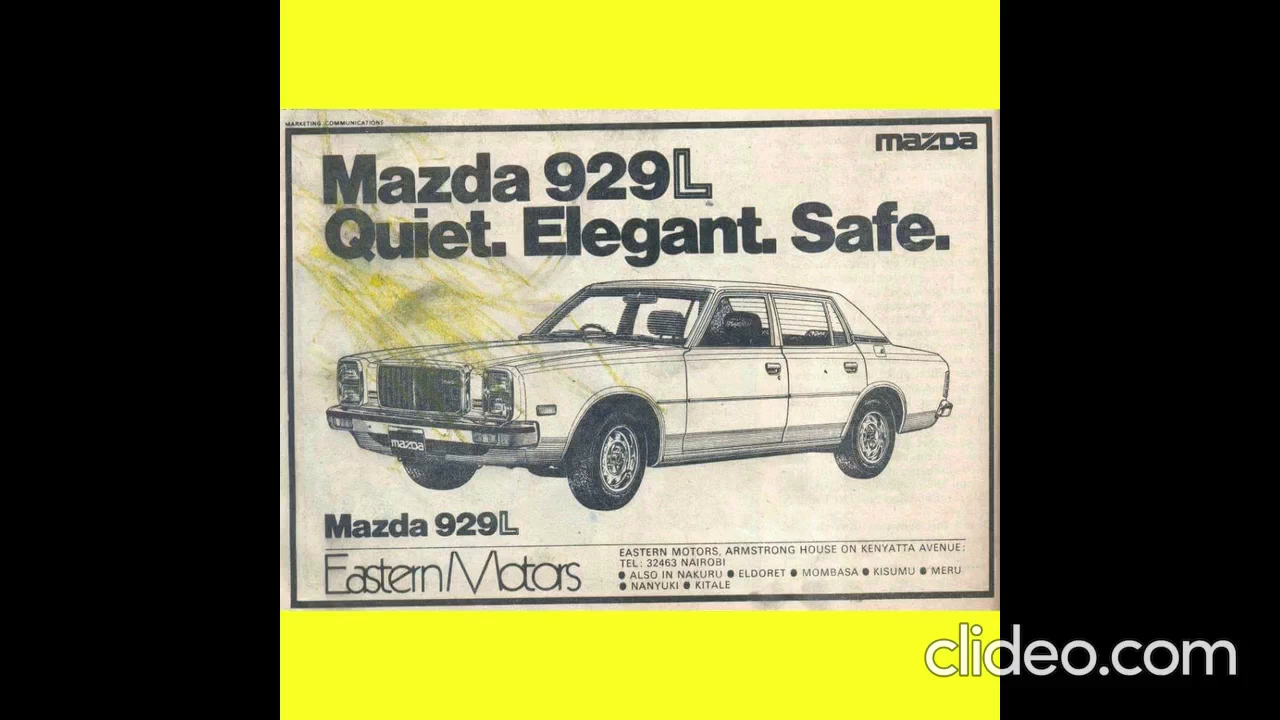 MARKETING COMMUNICATIONS
mazda
Mazda 929L
Quiet. Elegant. Safe.
mazda
Mazda 929L
Eastern Motors
EASTERN MOTORS, ARMSTRONG HOUSE ON KENYATTA AVENUE:
TEL: 32463 NAIROBI
● ALSO IN NAKURU ● ELDORET ● MOMBASA ● KISUMU ● MERU
● NANYUKI ● KITALE
clideo.com